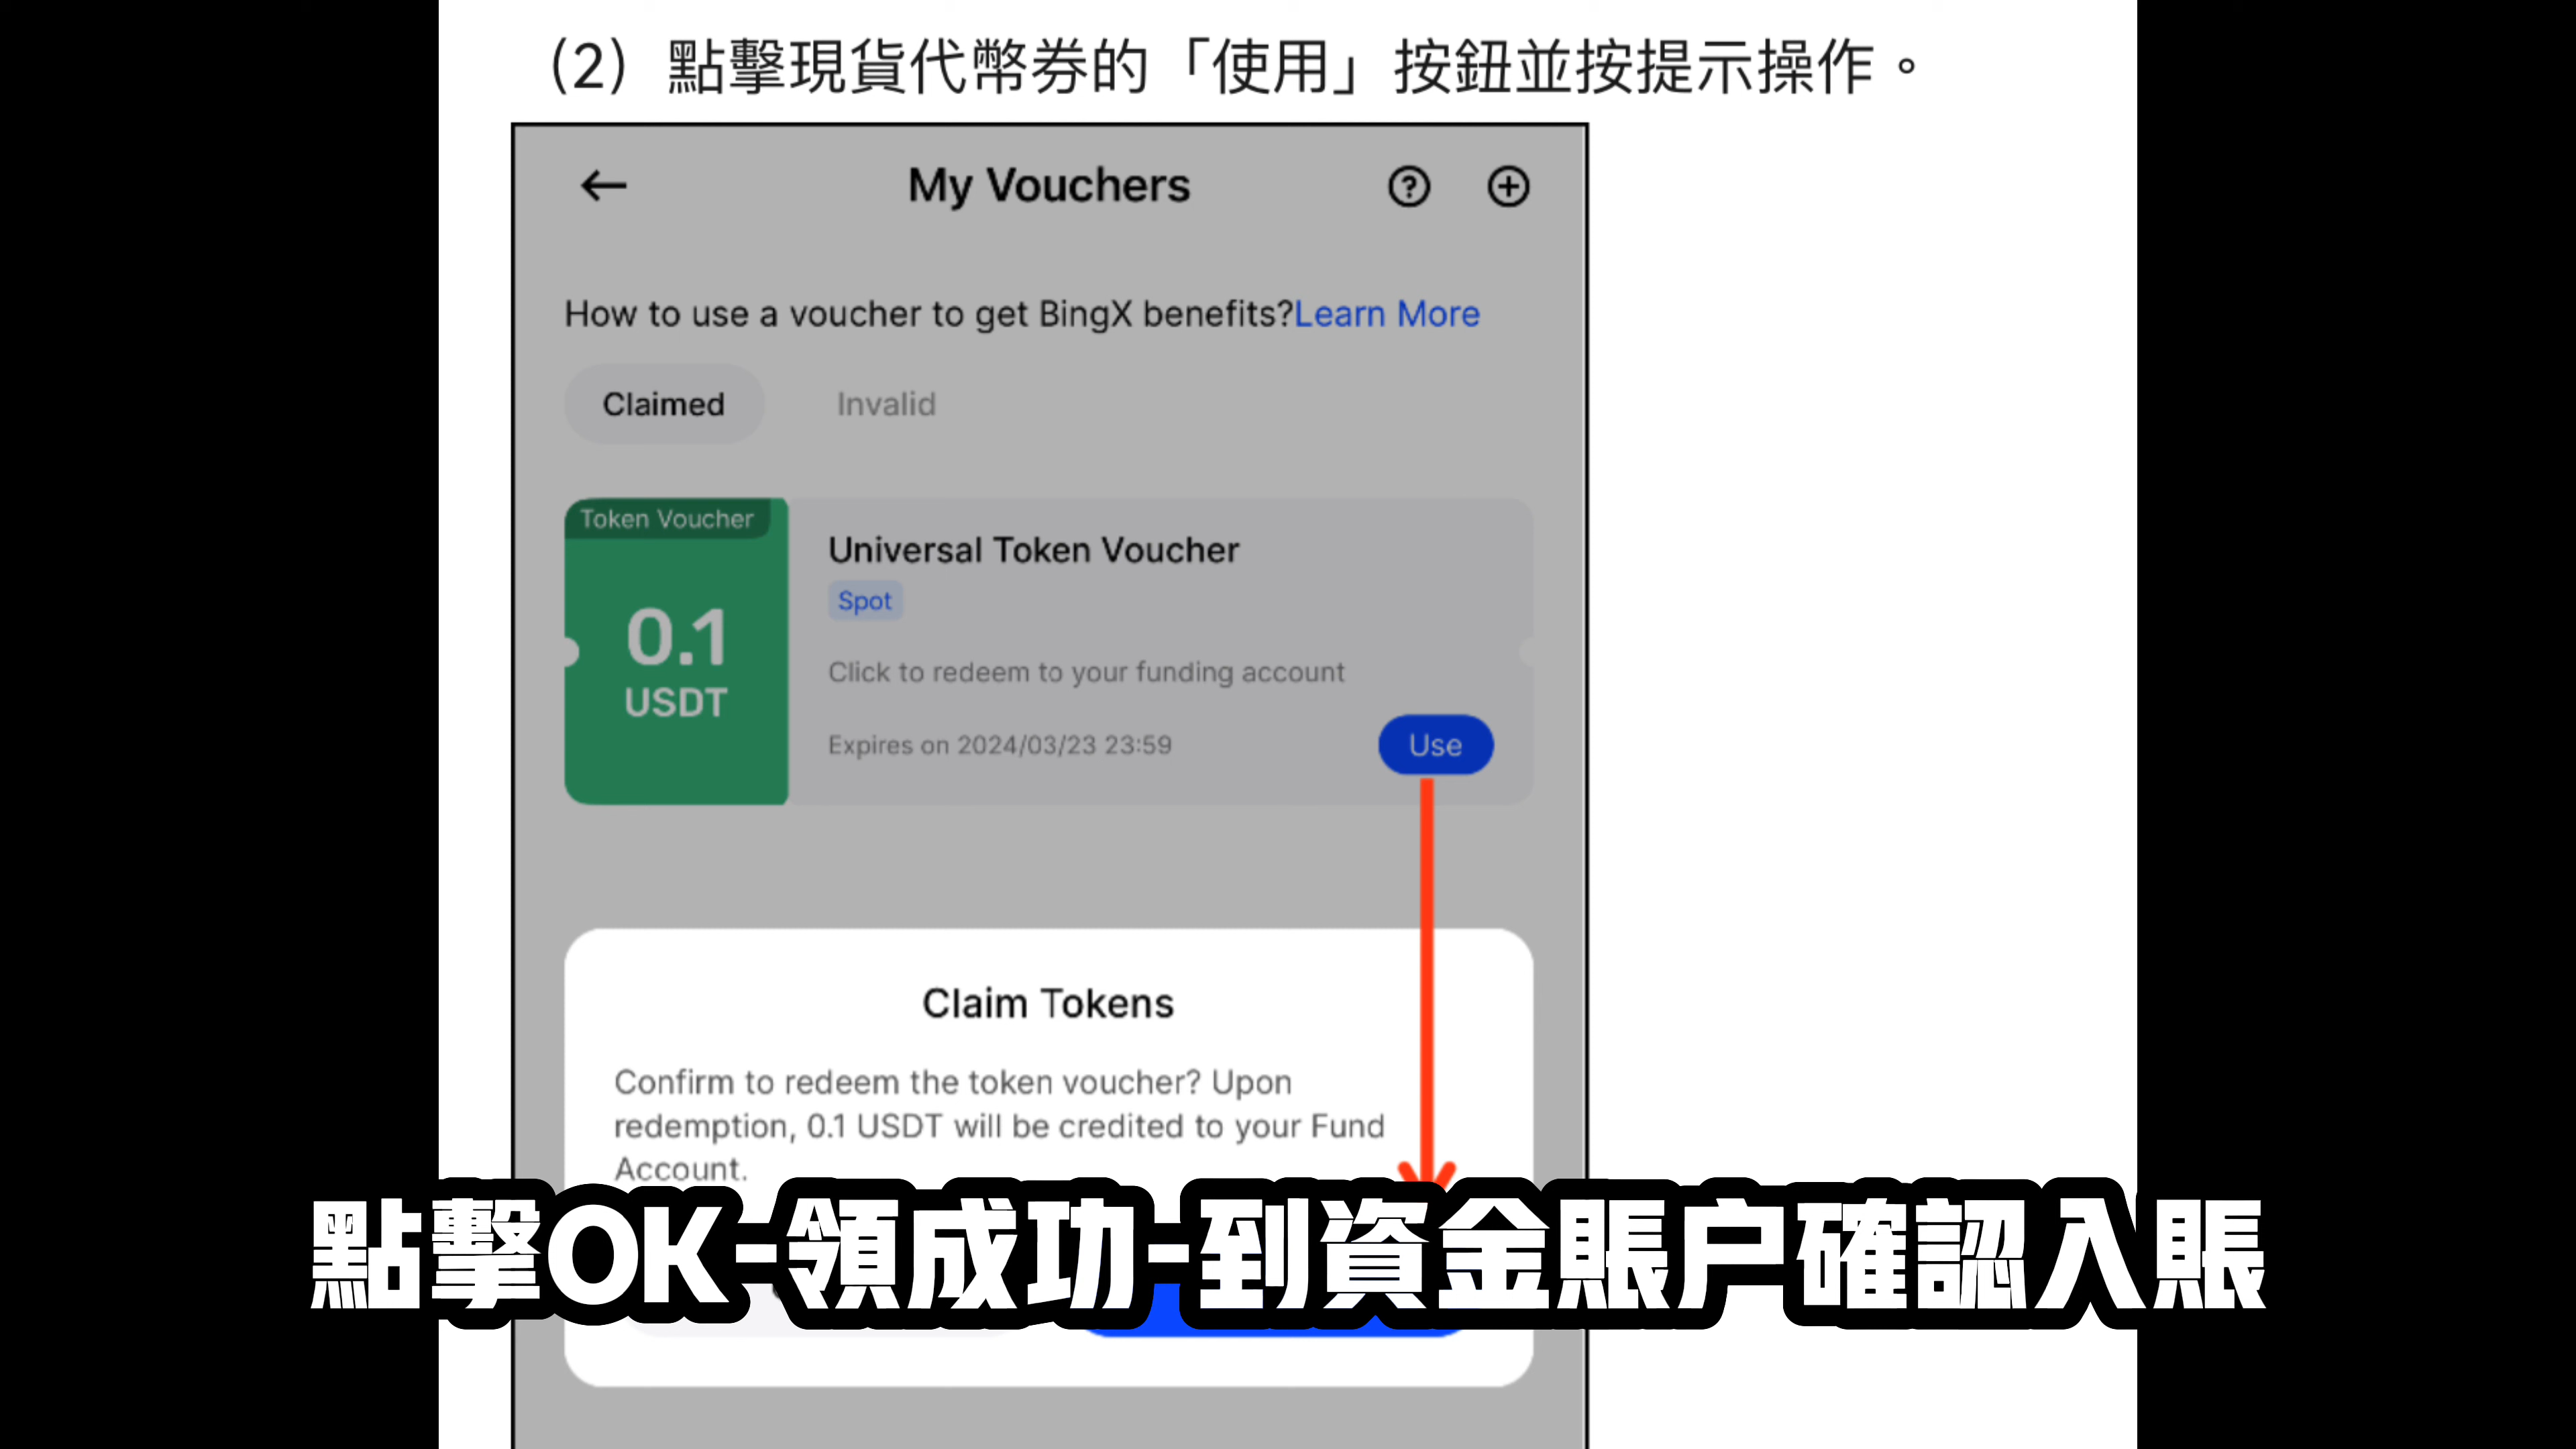 （2）點擊現貨代幣券的「使用」按鈕並按提示操作。
My Vouchers
How to use a voucher to get BingX benefits?Learn More
Claimed
Invalid
Token Voucher
0.1
USDT
Universal Token Voucher
Spot
Click to redeem to your funding account
Expires on 2024/03/23 23:59
Use
Claim Tokens
Confirm to redeem the token voucher? Upon
redemption, 0.1 USDT will be credited to your Fund
Account.
點擊OK-領成功-到資金賬户確認入賬